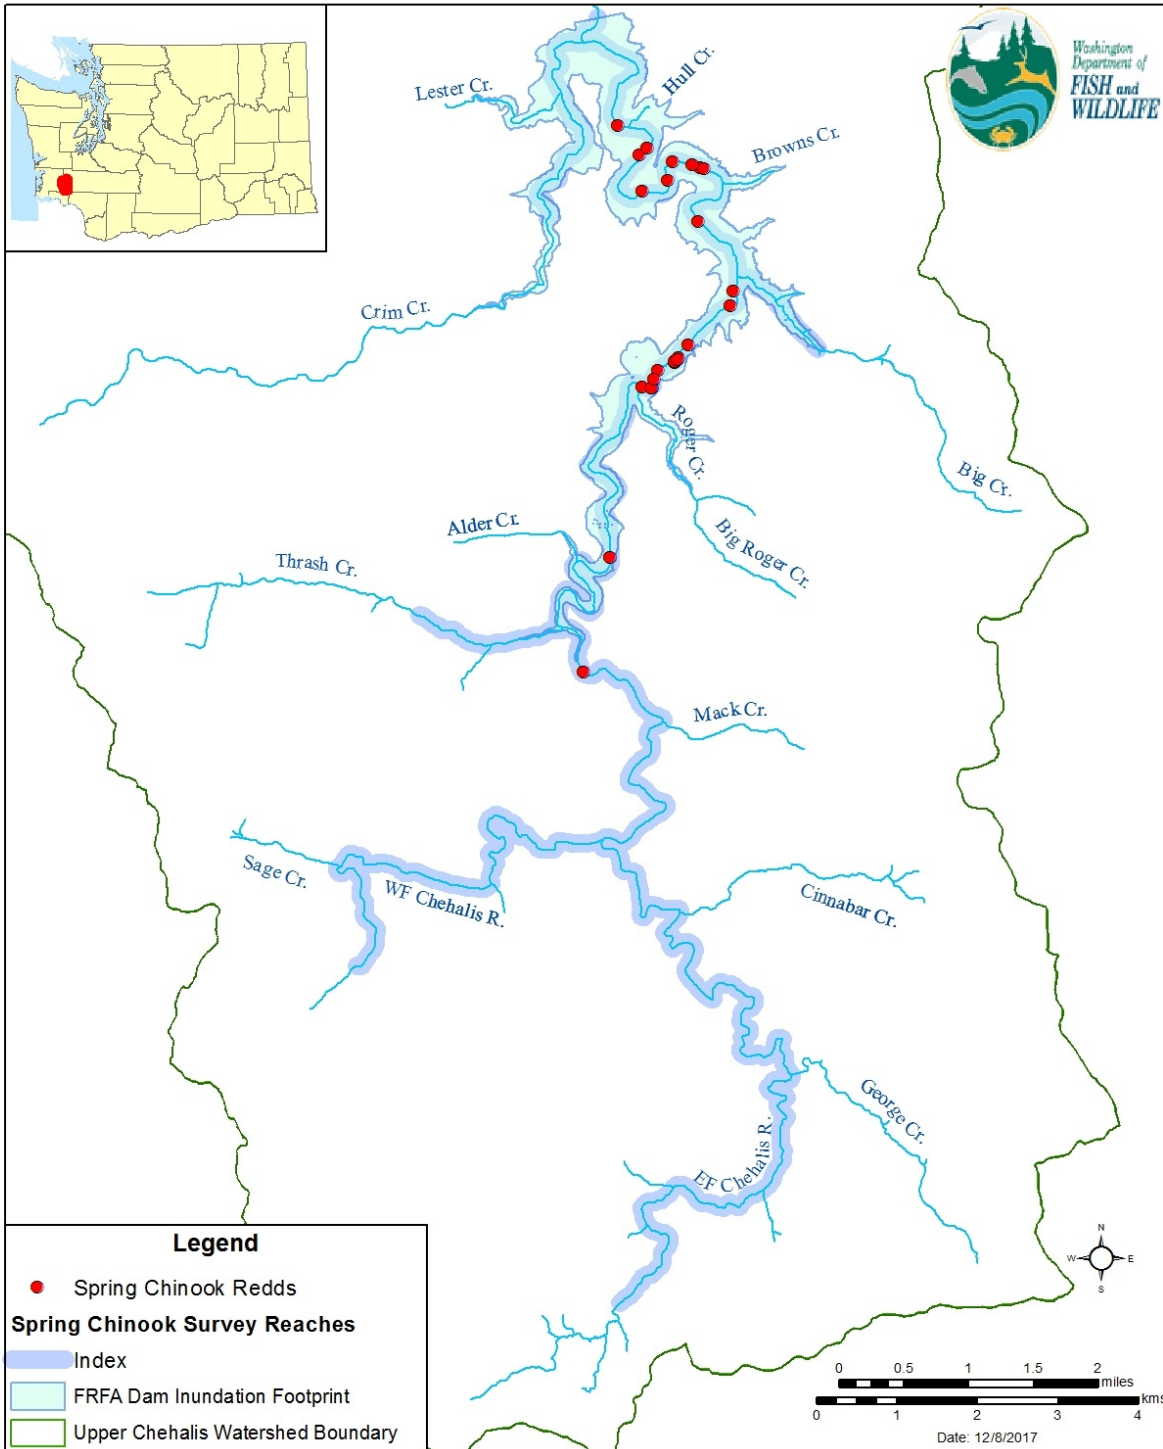 Washington
Department of
FISH and
WILDLIFE
Lester Cr.
Hull Cr.
Browns Cr.
Crim Cr.
Roger Cr.
Big Cr.
Alder Cr.
Big Roger Cr.
Thrash Cr.
Mack Cr.
Sage Cr.
WF Chehalis R.
Cinnabar Cr.
George Cr.
EF Chehalis R.
Legend
Spring Chinook Redds
Spring Chinook Survey Reaches
Index
FRFA Dam Inundation Footprint
Upper Chehalis Watershed Boundary
N
W E
S
0 0.5 1 1.5 2
miles
kms
0 1 2 3 4
Date: 12/8/2017